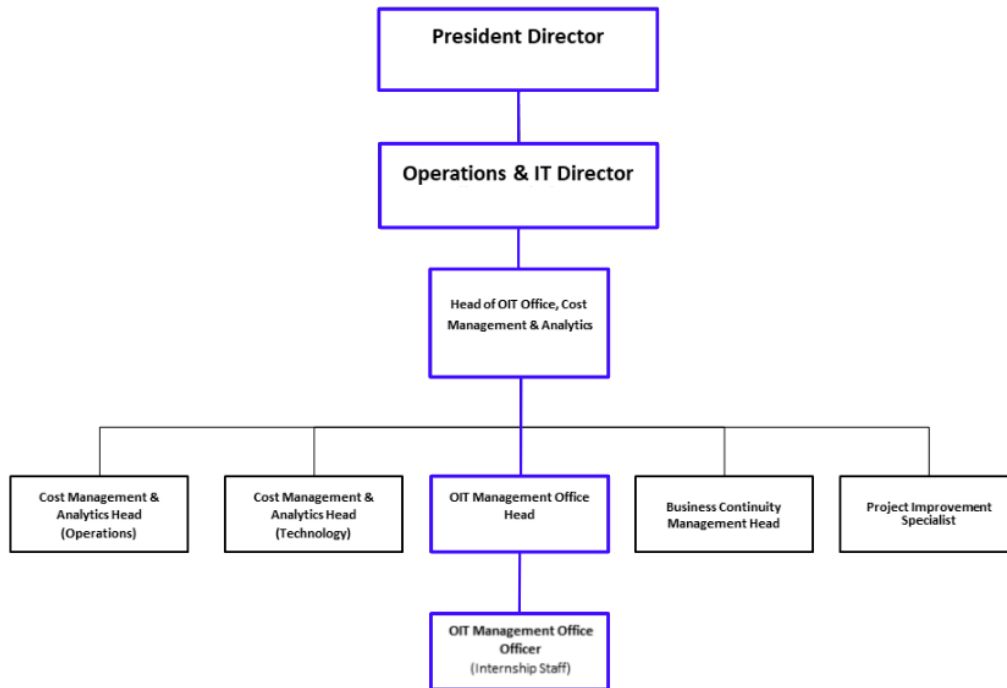 President Director
Operations & IT Director
Head of OIT Office, Cost
Management & Analytics
Cost Management &
Analytics Head
(Operations)
Cost Management &
Analytics Head
(Technology)
OIT Management Office
Head
Business Continuity
Management Head
Project Improvement
Specialist
OIT Management Office
Officer
(Internship Staff)